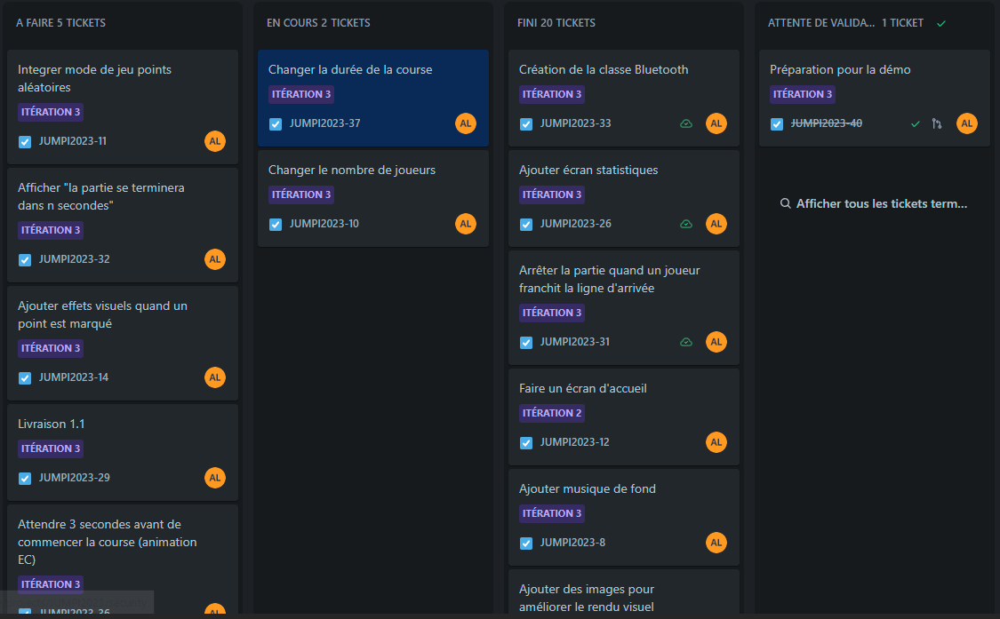 A FAIRE 5 TICKETS
Integrer mode de jeu points
aléatoires
ITÉRATION 3
JUMPI2023-11
AL
Afficher "la partie se terminera
dans n secondes"
ITÉRATION 3
JUMPI2023-32
AL
Ajouter effets visuels quand un
point est marqué
ITÉRATION 3
JUMPI2023-14
AL
Livraison 1.1
ITÉRATION 3
JUMPI2023-29
AL
Attendre 3 secondes avant de
commencer la course (animation
EC)
ITÉRATION 3
JUMPI2023-36
AL
EN COURS 2 TICKETS
Changer la durée de la course
ITÉRATION 3
JUMPI2023-37
AL
Changer le nombre de joueurs
ITÉRATION 3
JUMPI2023-10
AL
FINI 20 TICKETS
Création de la classe Bluetooth
ITÉRATION 3
JUMPI2023-33
AL
Ajouter écran statistiques
ITÉRATION 3
JUMPI2023-26
AL
Arrêter la partie quand un joueur
franchit la ligne d'arrivée
ITÉRATION 3
JUMPI2023-31
AL
Faire un écran d'accueil
ITÉRATION 2
JUMPI2023-12
AL
Ajouter musique de fond
ITÉRATION 3
JUMPI2023-8
AL
Ajouter des images pour
améliorer le rendu visuel
ATTENTE DE VALIDA... 1 TICKET
Préparation pour la démo
ITÉRATION 3
JUMPI2023-40
AL
Afficher tous les tickets term...